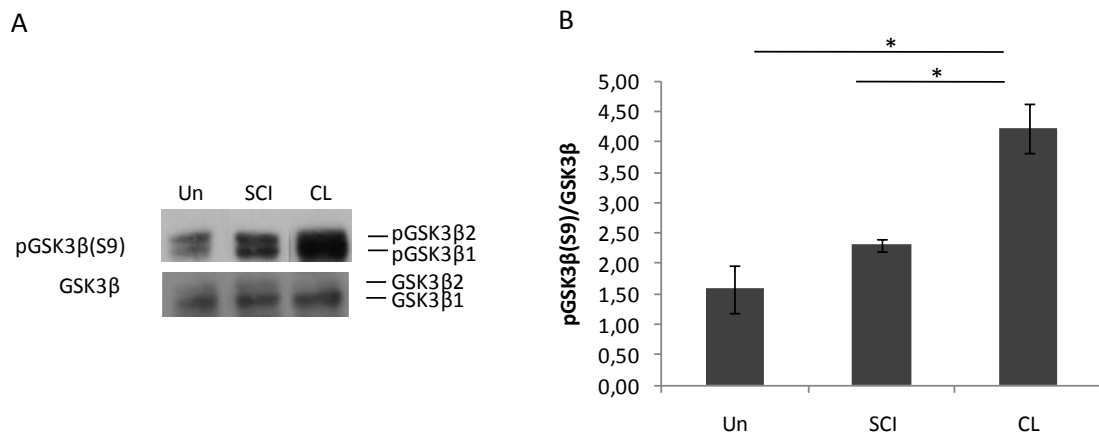 A
Un SCI CL
pGSK3β(S9)
pGSK3β2
pGSK3β1
GSK3β
GSK3β2
GSK3β1
B
*
*
pGSK3β(S9)/GSK3β
5,00
4,50
4,00
3,50
3,00
2,50
2,00
1,50
1,00
0,50
0,00
Un SCI CL